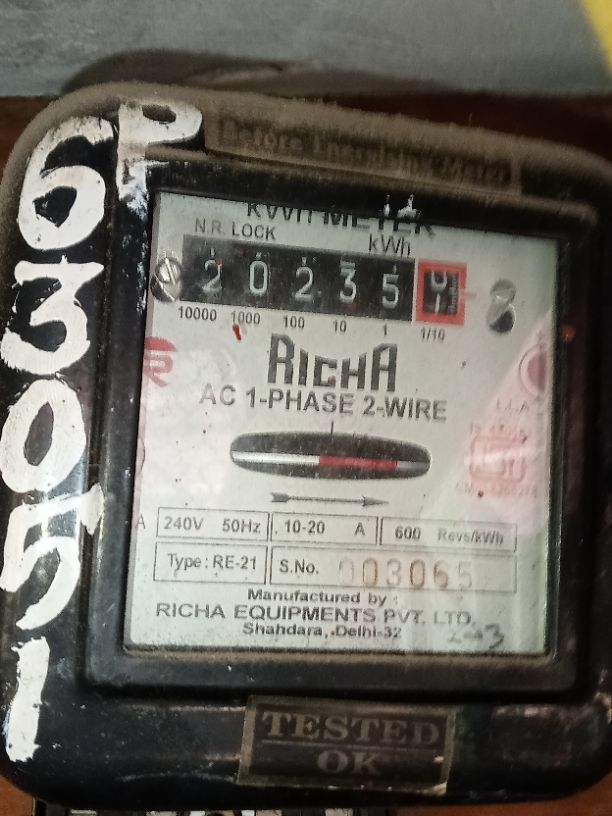 P
63051
Before Energising Meter
kWh METER
N.R. LOCK
kWh
2 0 2 3 5
10000 1000 100 10 1 1/10
RICHA
AC 1-PHASE 2-WIRE
240V 50Hz 10-20 A 600 Revs/kWh
Type: RE-21 S.No. 003065
Manufactured by :
RICHA EQUIPMENTS PVT. LTD.
Shahdara, Delhi-32
TESTED
OK